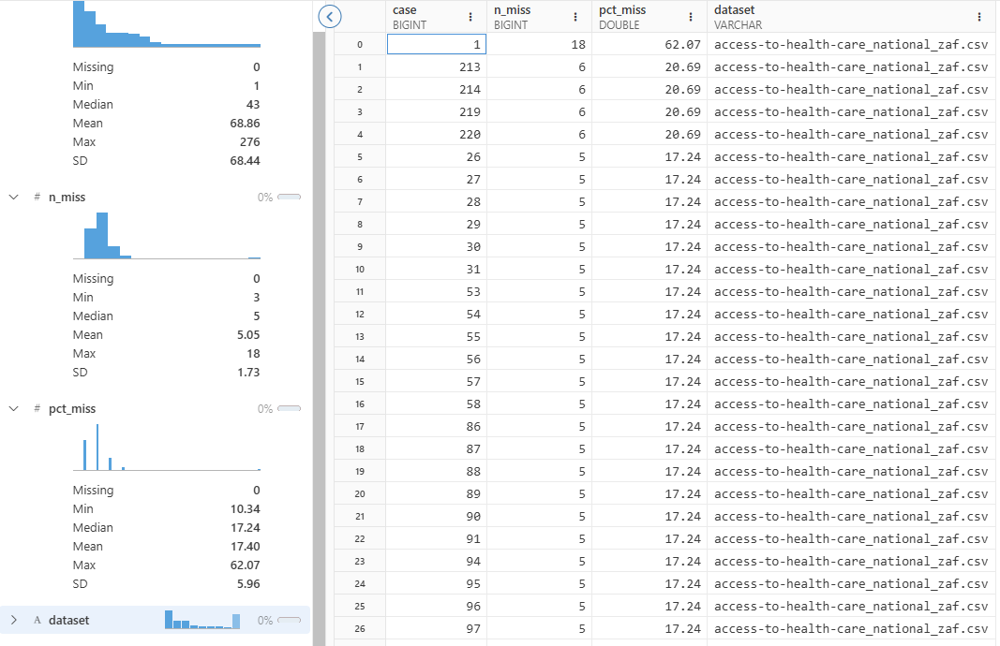 Missing 0
Min 1
Median 43
Mean 68.86
Max 276
SD 68.44
# n_miss 0%
Missing 0
Min 3
Median 5
Mean 5.05
Max 18
SD 1.73
# pct_miss 0%
Missing 0
Min 10.34
Median 17.24
Mean 17.40
Max 62.07
SD 5.96
A dataset 0%
case n_miss pct_miss dataset
BIGINT BIGINT DOUBLE VARCHAR
0 1 18 62.07 access-to-health-care_national_zaf.csv
1 213 6 20.69 access-to-health-care_national_zaf.csv
2 214 6 20.69 access-to-health-care_national_zaf.csv
3 219 6 20.69 access-to-health-care_national_zaf.csv
4 220 6 20.69 access-to-health-care_national_zaf.csv
5 26 5 17.24 access-to-health-care_national_zaf.csv
6 27 5 17.24 access-to-health-care_national_zaf.csv
7 28 5 17.24 access-to-health-care_national_zaf.csv
8 29 5 17.24 access-to-health-care_national_zaf.csv
9 30 5 17.24 access-to-health-care_national_zaf.csv
10 31 5 17.24 access-to-health-care_national_zaf.csv
11 53 5 17.24 access-to-health-care_national_zaf.csv
12 54 5 17.24 access-to-health-care_national_zaf.csv
13 55 5 17.24 access-to-health-care_national_zaf.csv
14 56 5 17.24 access-to-health-care_national_zaf.csv
15 57 5 17.24 access-to-health-care_national_zaf.csv
16 58 5 17.24 access-to-health-care_national_zaf.csv
17 86 5 17.24 access-to-health-care_national_zaf.csv
18 87 5 17.24 access-to-health-care_national_zaf.csv
19 88 5 17.24 access-to-health-care_national_zaf.csv
20 89 5 17.24 access-to-health-care_national_zaf.csv
21 90 5 17.24 access-to-health-care_national_zaf.csv
22 91 5 17.24 access-to-health-care_national_zaf.csv
23 94 5 17.24 access-to-health-care_national_zaf.csv
24 95 5 17.24 access-to-health-care_national_zaf.csv
25 96 5 17.24 access-to-health-care_national_zaf.csv
26 97 5 17.24 access-to-health-care_national_zaf.csv